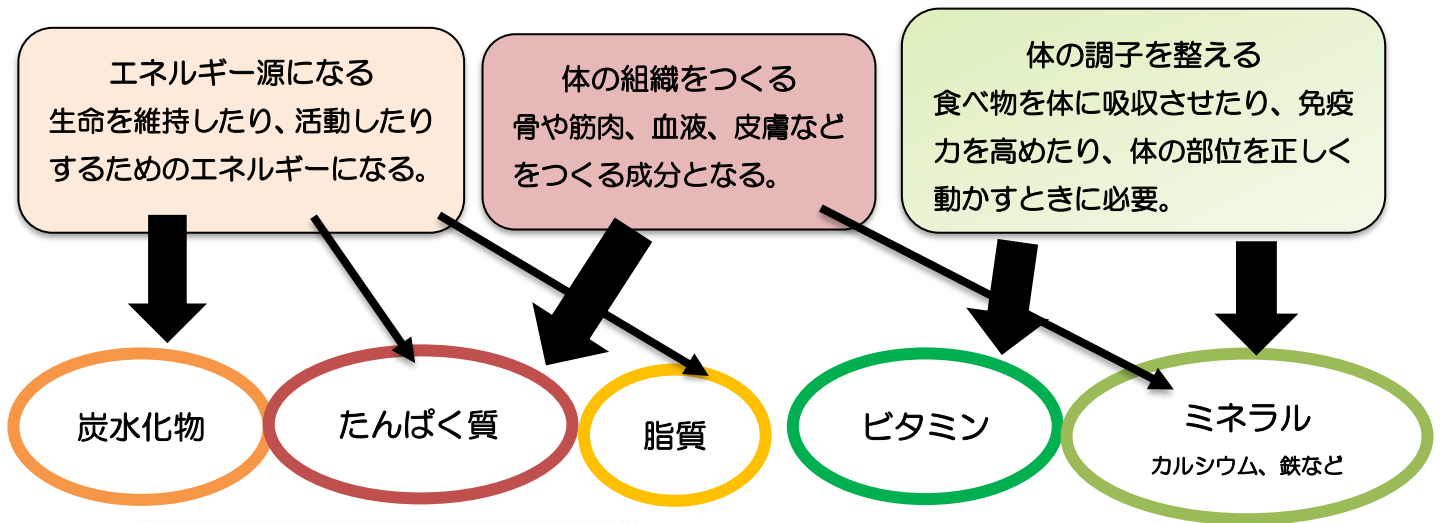 エネルギー源になる
生命を維持したり、活動したり
するためのエネルギーになる。
体の組織をつくる
骨や筋肉、血液、皮膚など
をつくる成分となる。
体の調子を整える
食べ物を体に吸収させたり、免疫
力を高めたり、体の部位を正しく
動かすときに必要。
炭水化物
たんぱく質
脂質
ビタミン
ミネラル
カルシウム、鉄など